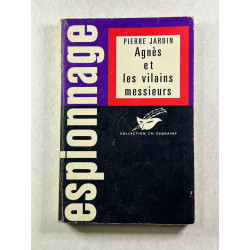 espionnage
PIERRE JARDIN
Agnès
et
les vilains
messieurs
COLLECTION CH. EXBRAYAT